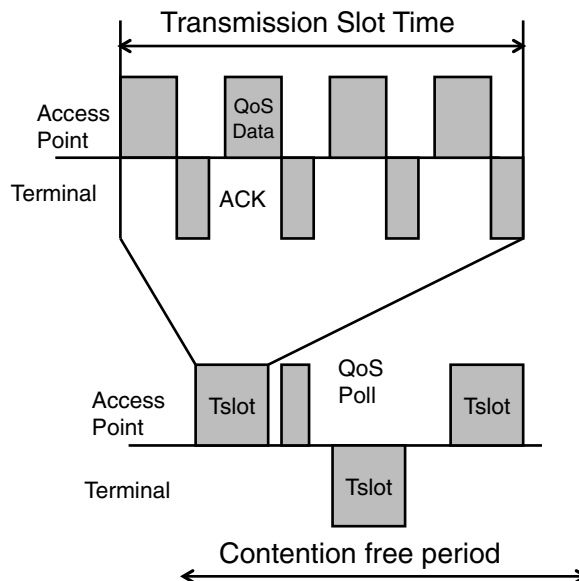 Transmission Slot Time
Access
Point
QoS
Data
Terminal
ACK
QoS
Poll
Access
Point
Tslot
Tslot
Terminal
Tslot
Contention free period